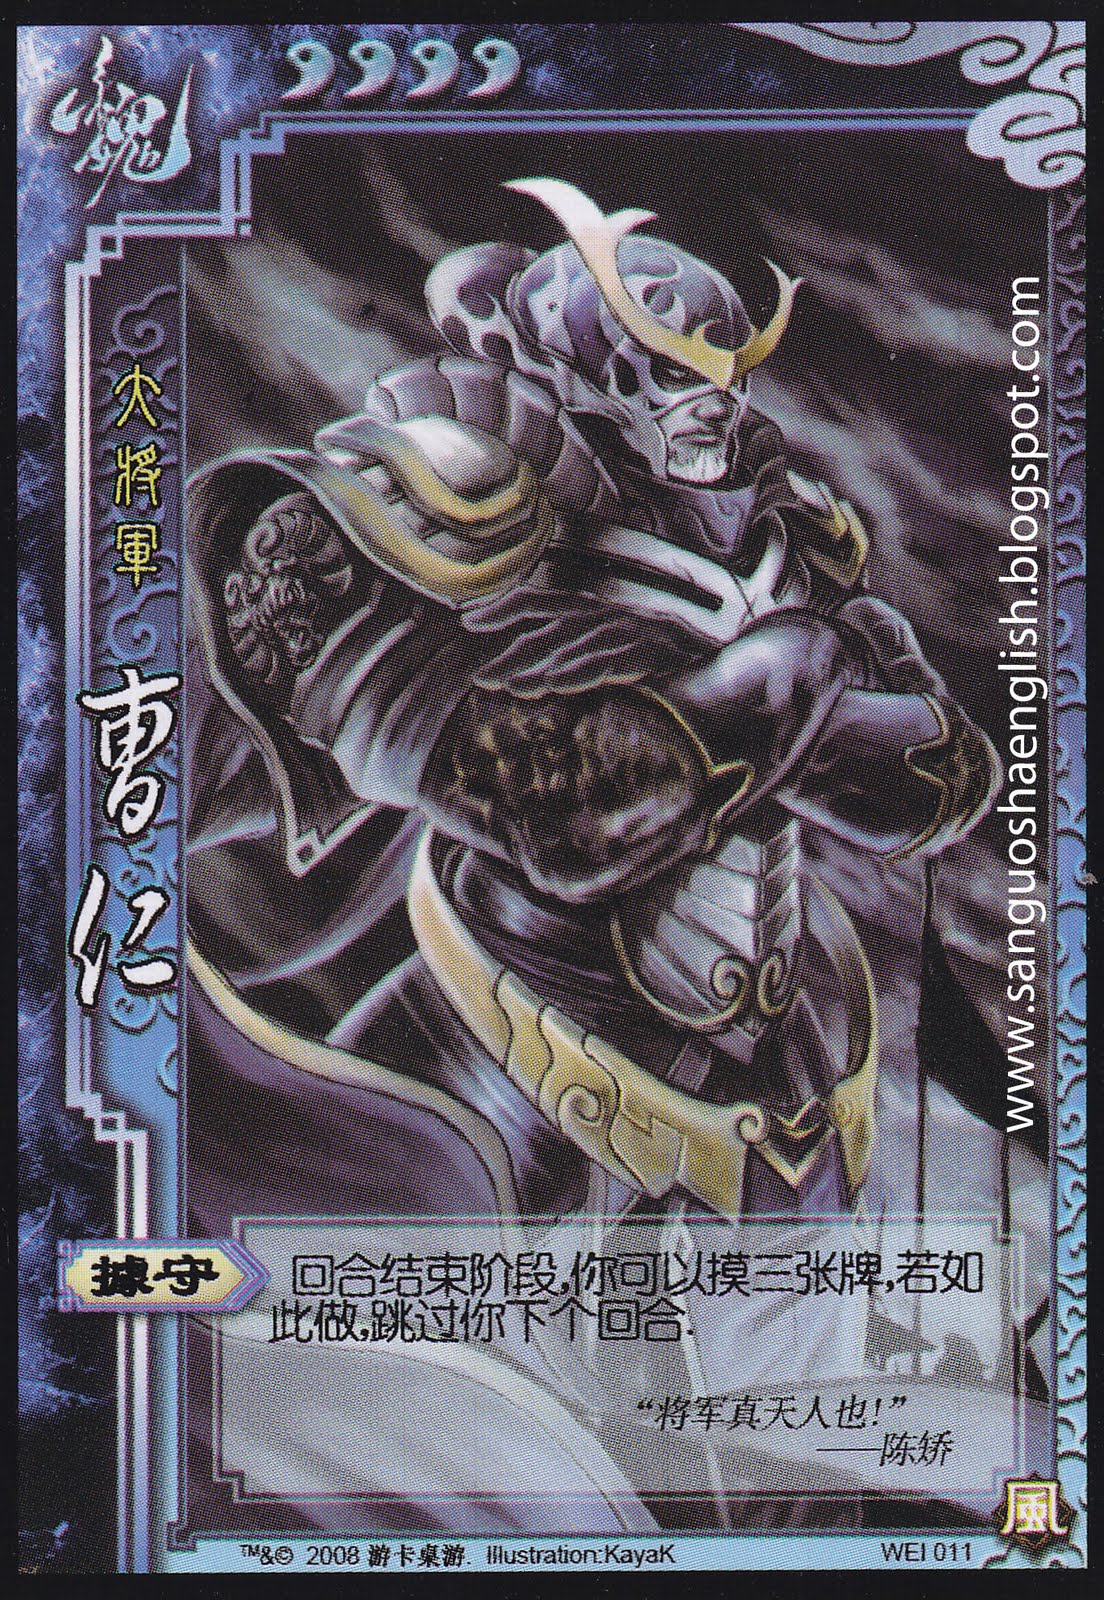 魏
大將軍
曹仁
www.sanguoshaenglish.blogspot.com
據守
回合结束阶段,你可以摸三张牌,若如
此做,跳过你下个回合.
“将军真天人也!”
——陈矫
風
™&© 2008 游卡桌游. Illustration:KayaK
WEI 011